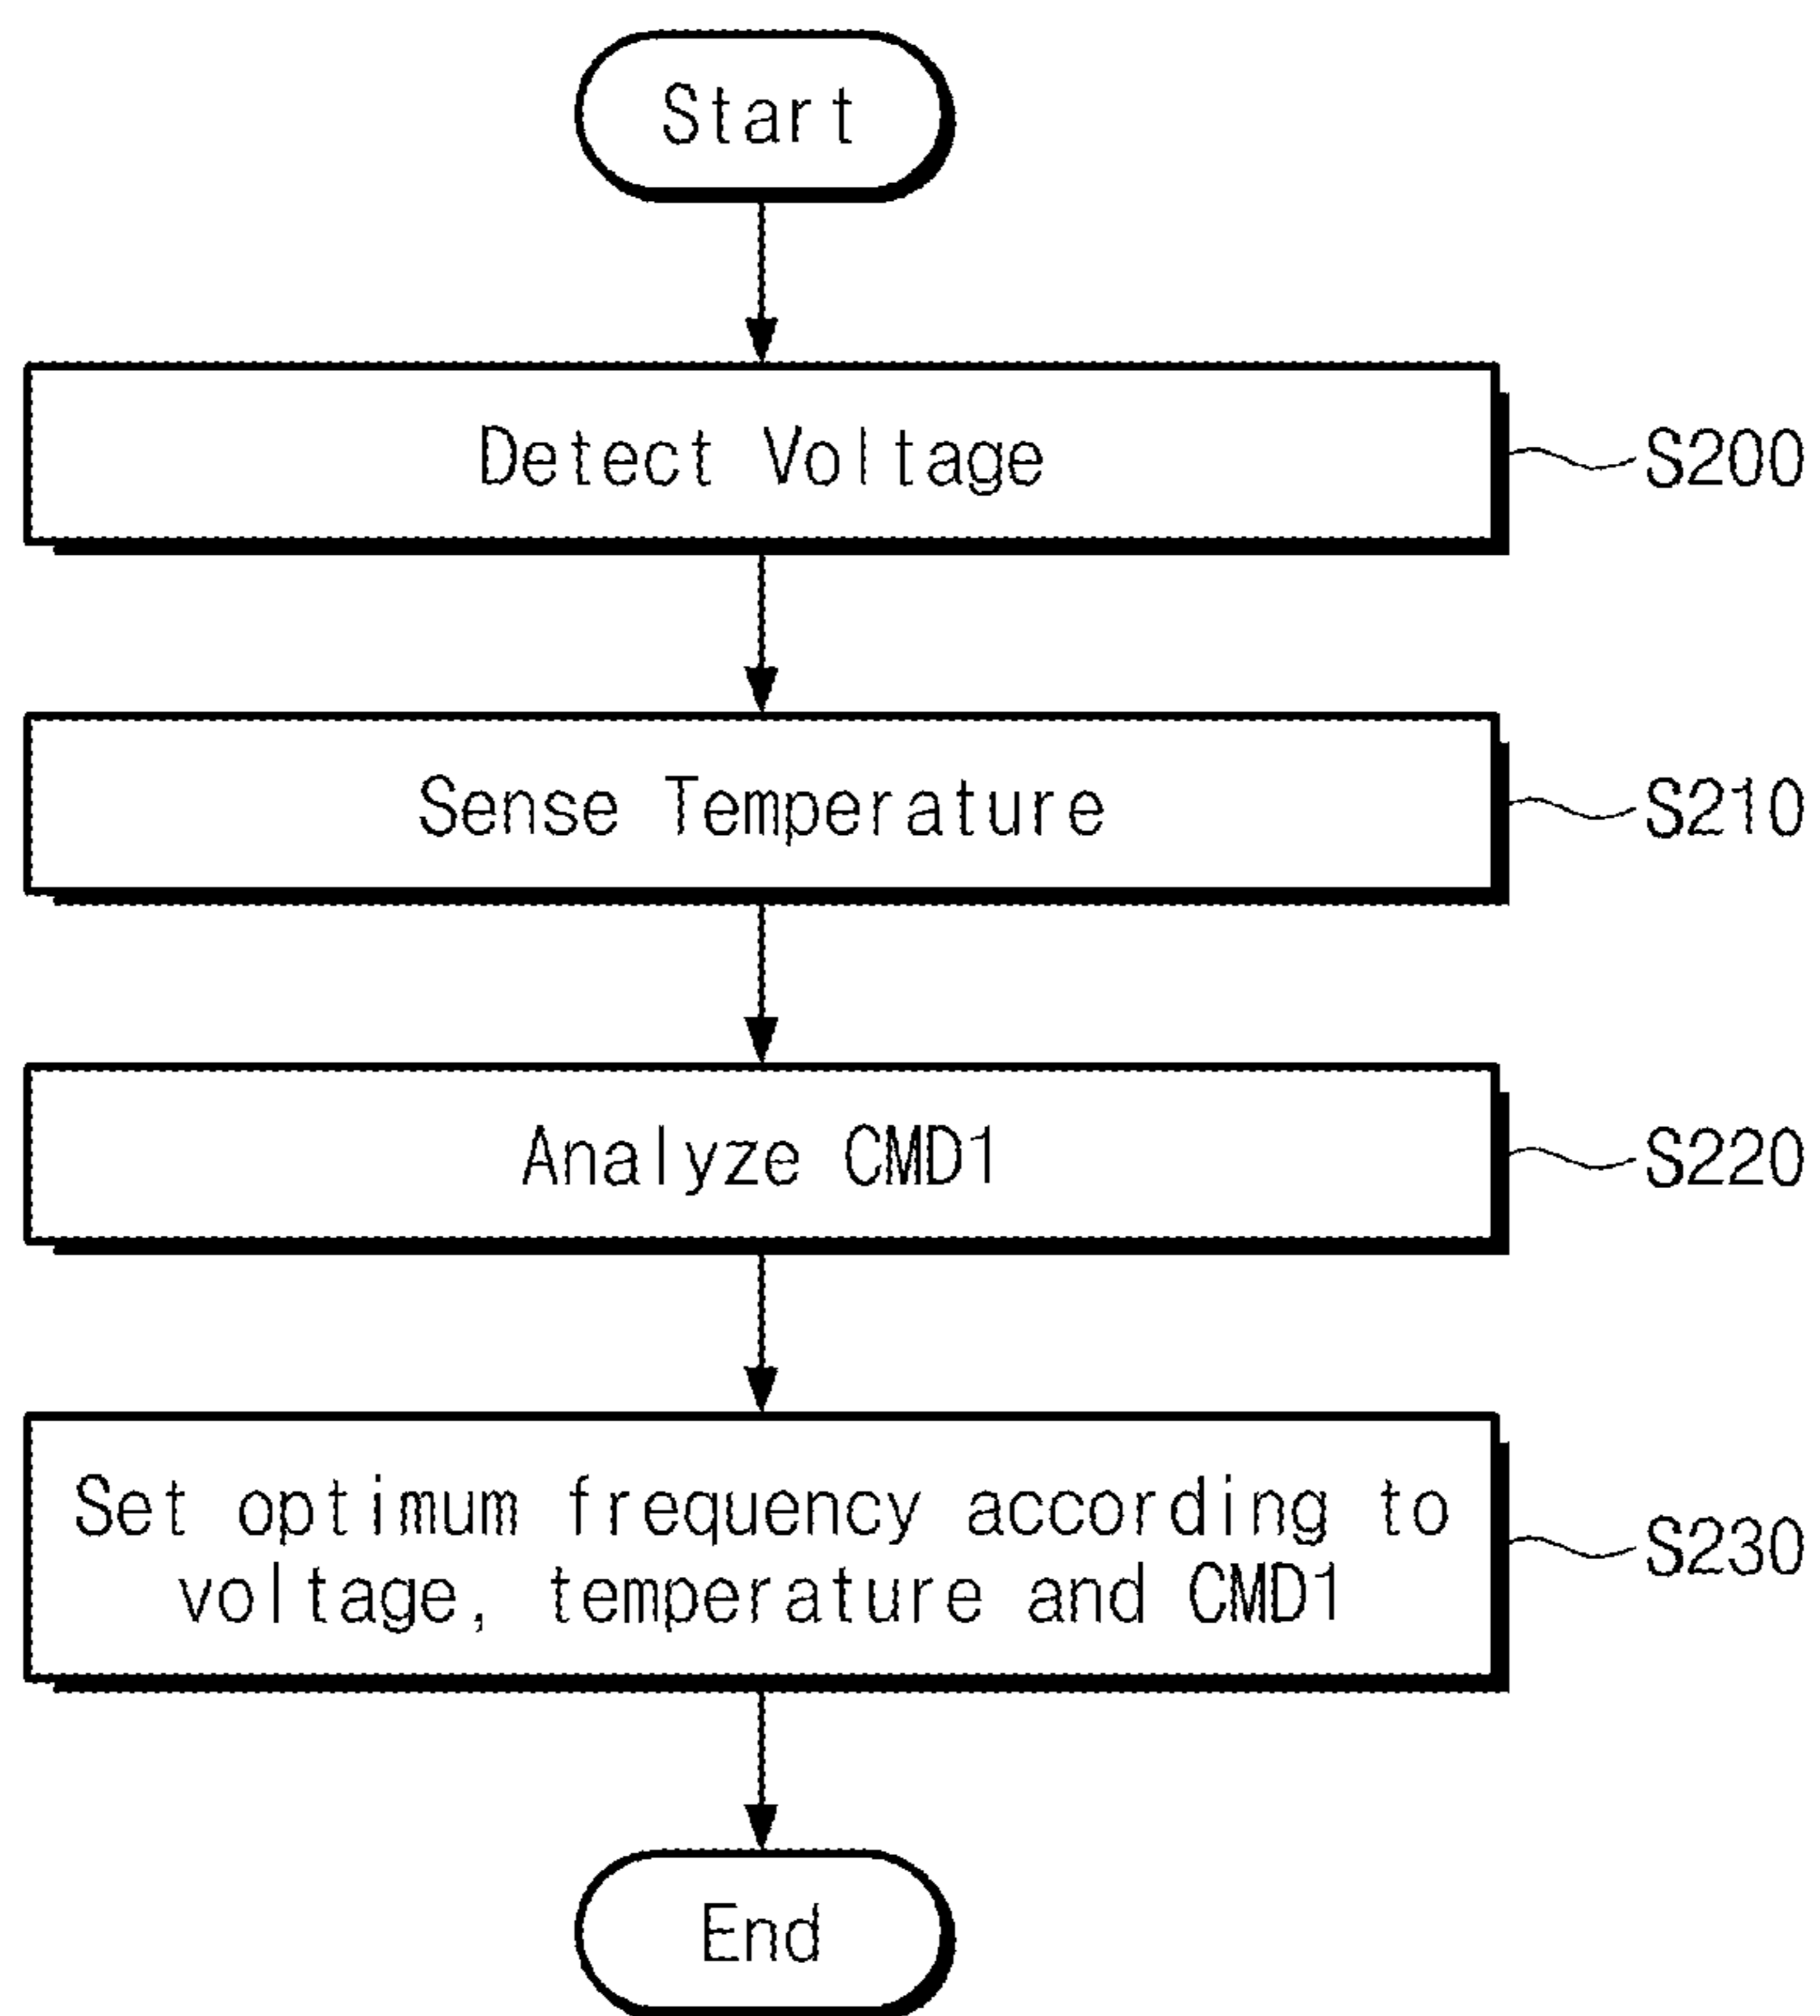 Start
Detect Voltage
S200
Sense Temperature
S210
Analyze CMD1
S220
Set optimum frequency according to
voltage, temperature and CMD1
S230
End